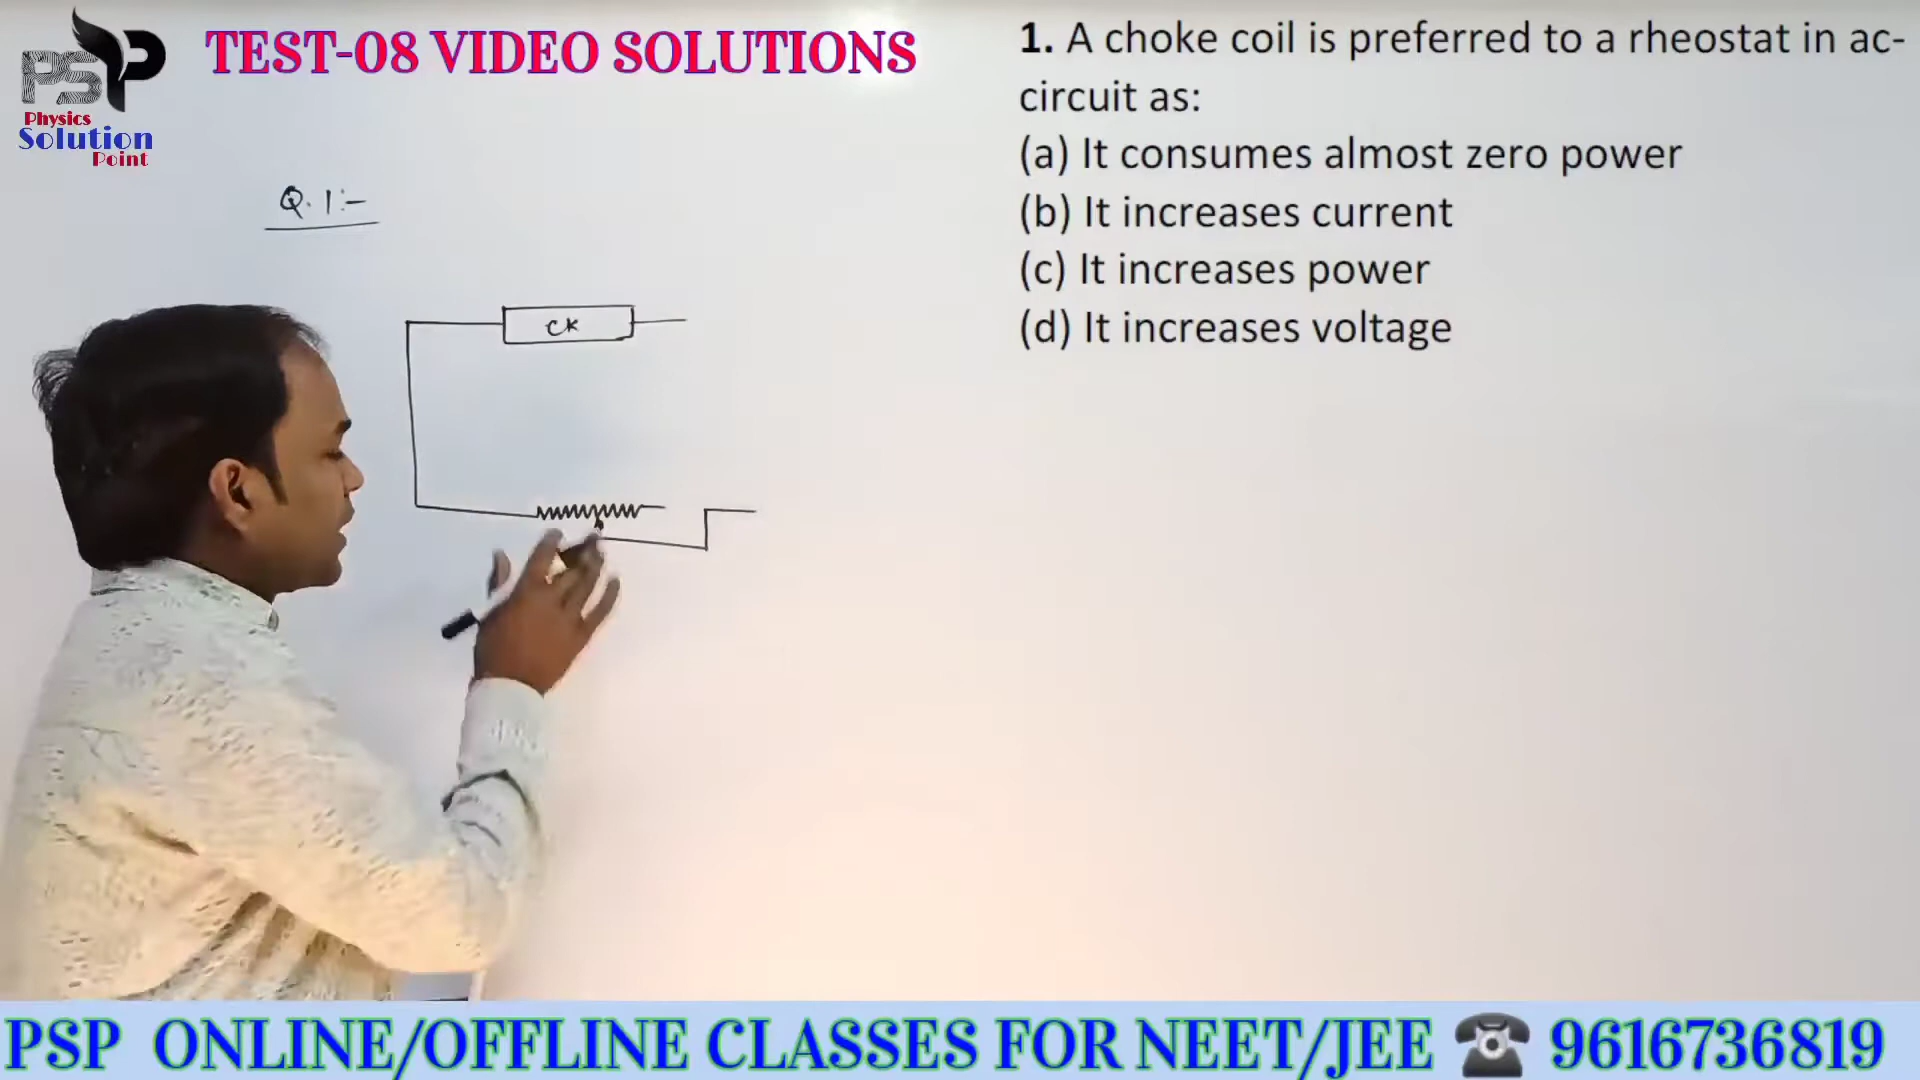 PSP
Physics
Solution
Point
TEST-08 VIDEO SOLUTIONS
1. A choke coil is preferred to a rheostat in ac-
circuit as:
(a) It consumes almost zero power
(b) It increases current
(c) It increases power
(d) It increases voltage
Q.1:-
CK
PSP ONLINE/OFFLINE CLASSES FOR NEET/JEE ☎ 9616736819